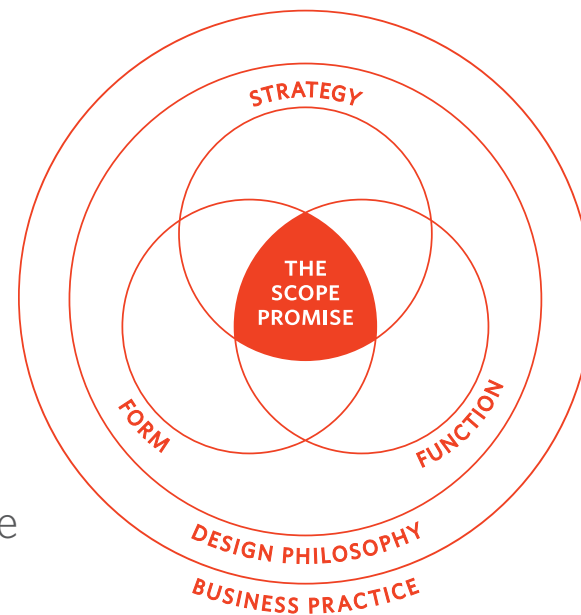 STRATEGY
THE
SCOPE
PROMISE
FORM
FUNCTION
e
DESIGN PHILOSOPHY
BUSINESS PRACTICE